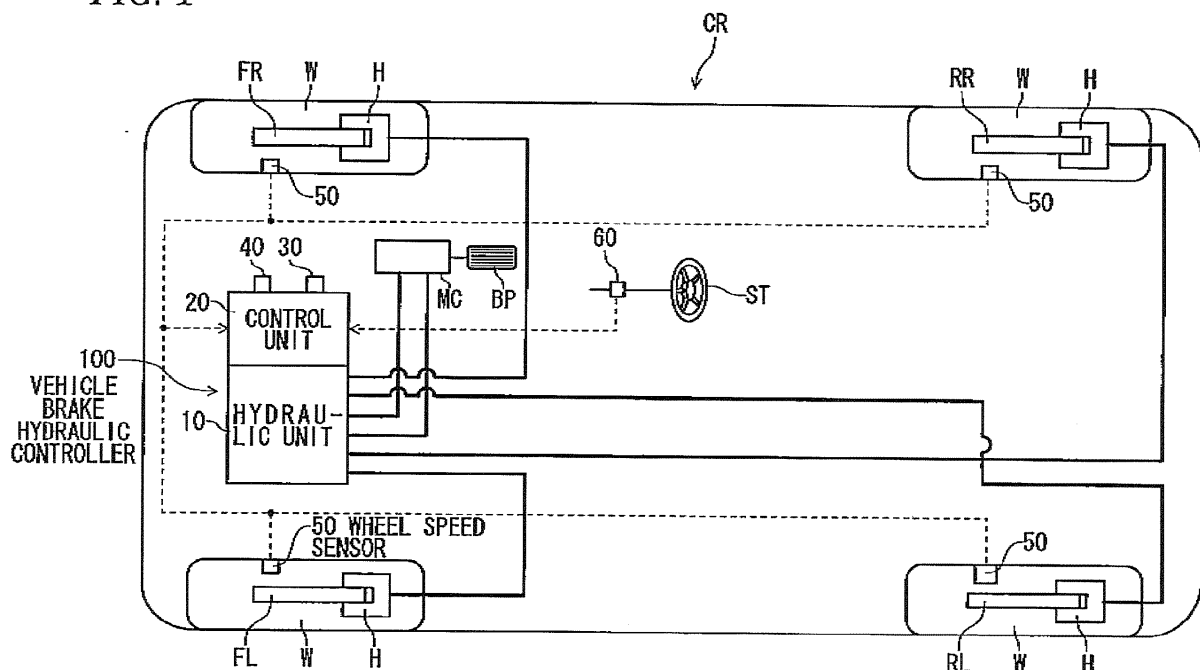 FIG. 1
CR
FR W H
RR W H
50
50
40 30
60
MC BP
ST
20 CONTROL
UNIT
100
VEHICLE
BRAKE
HYDRAULIC
CONTROLLER
10 HYDRAU-
LIC UNIT
50 WHEEL SPEED
SENSOR
50
FL W H
RL W H